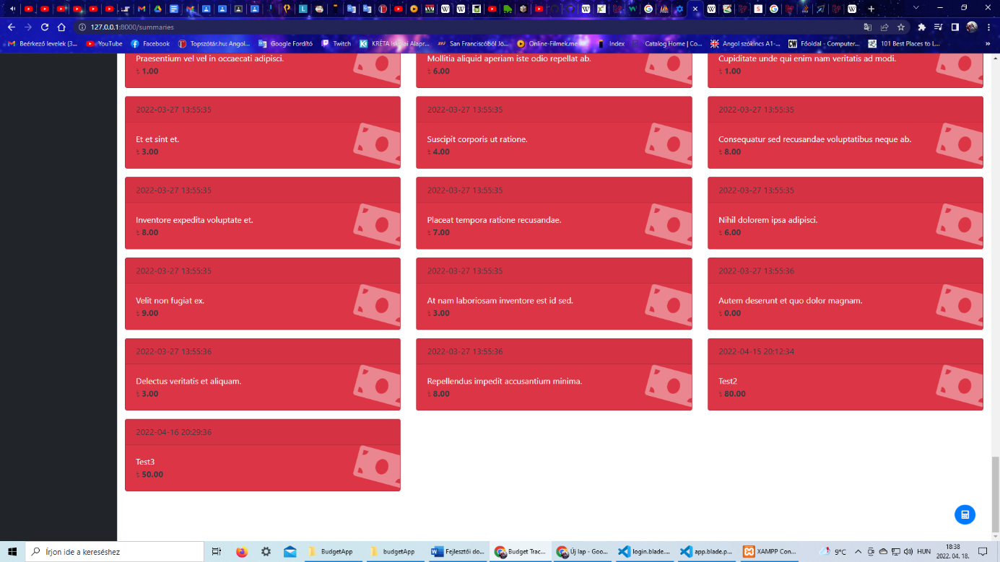 127.0.0.1:8000/summaries
Beérkező levelek (3...
YouTube
Facebook
Topszótár.hu: Angol...
Google Fordító
Twitch
KRÉTA Iskolai Alapr...
San Franciscóból Jö...
Online-Filmek.me
Index
Catalog Home | Co...
Angol szókincs A1-...
Főoldal - Computer...
101 Best Places to L...
»
Praesentium vel vel in occaecati adipisci.
৳ 1.00
Mollitia aliquid aperiam iste odio repellat ab.
৳ 6.00
Cupiditate unde qui enim nam veritatis ad modi.
৳ 1.00
2022-03-27 13:55:35
Et et sint et.
৳ 3.00
2022-03-27 13:55:35
Suscipit corporis ut ratione.
৳ 4.00
2022-03-27 13:55:35
Consequatur sed recusandae voluptatibus neque ab.
৳ 8.00
2022-03-27 13:55:35
Inventore expedita voluptate et.
৳ 8.00
2022-03-27 13:55:35
Placeat tempora ratione recusandae.
৳ 7.00
2022-03-27 13:55:35
Nihil dolorem ipsa adipisci.
৳ 6.00
2022-03-27 13:55:35
Velit non fugiat ex.
৳ 9.00
2022-03-27 13:55:35
At nam laboriosam inventore est id sed.
৳ 3.00
2022-03-27 13:55:36
Autem deserunt et quo dolor magnam.
৳ 0.00
2022-03-27 13:55:36
Delectus veritatis et aliquam.
৳ 3.00
2022-03-27 13:55:36
Repellendus impedit accusantium minima.
৳ 8.00
2022-04-15 20:12:34
Test2
৳ 80.00
2022-04-16 20:29:36
Test3
৳ 50.00
Írjon ide a kereséshez
BudgetApp
budgetApp
Fejlesztői do...
Budget Trac...
Új lap - Goo...
login.blade....
app.blade.p...
XAMPP Con...
9°C
HUN
18:38
2022. 04. 18.